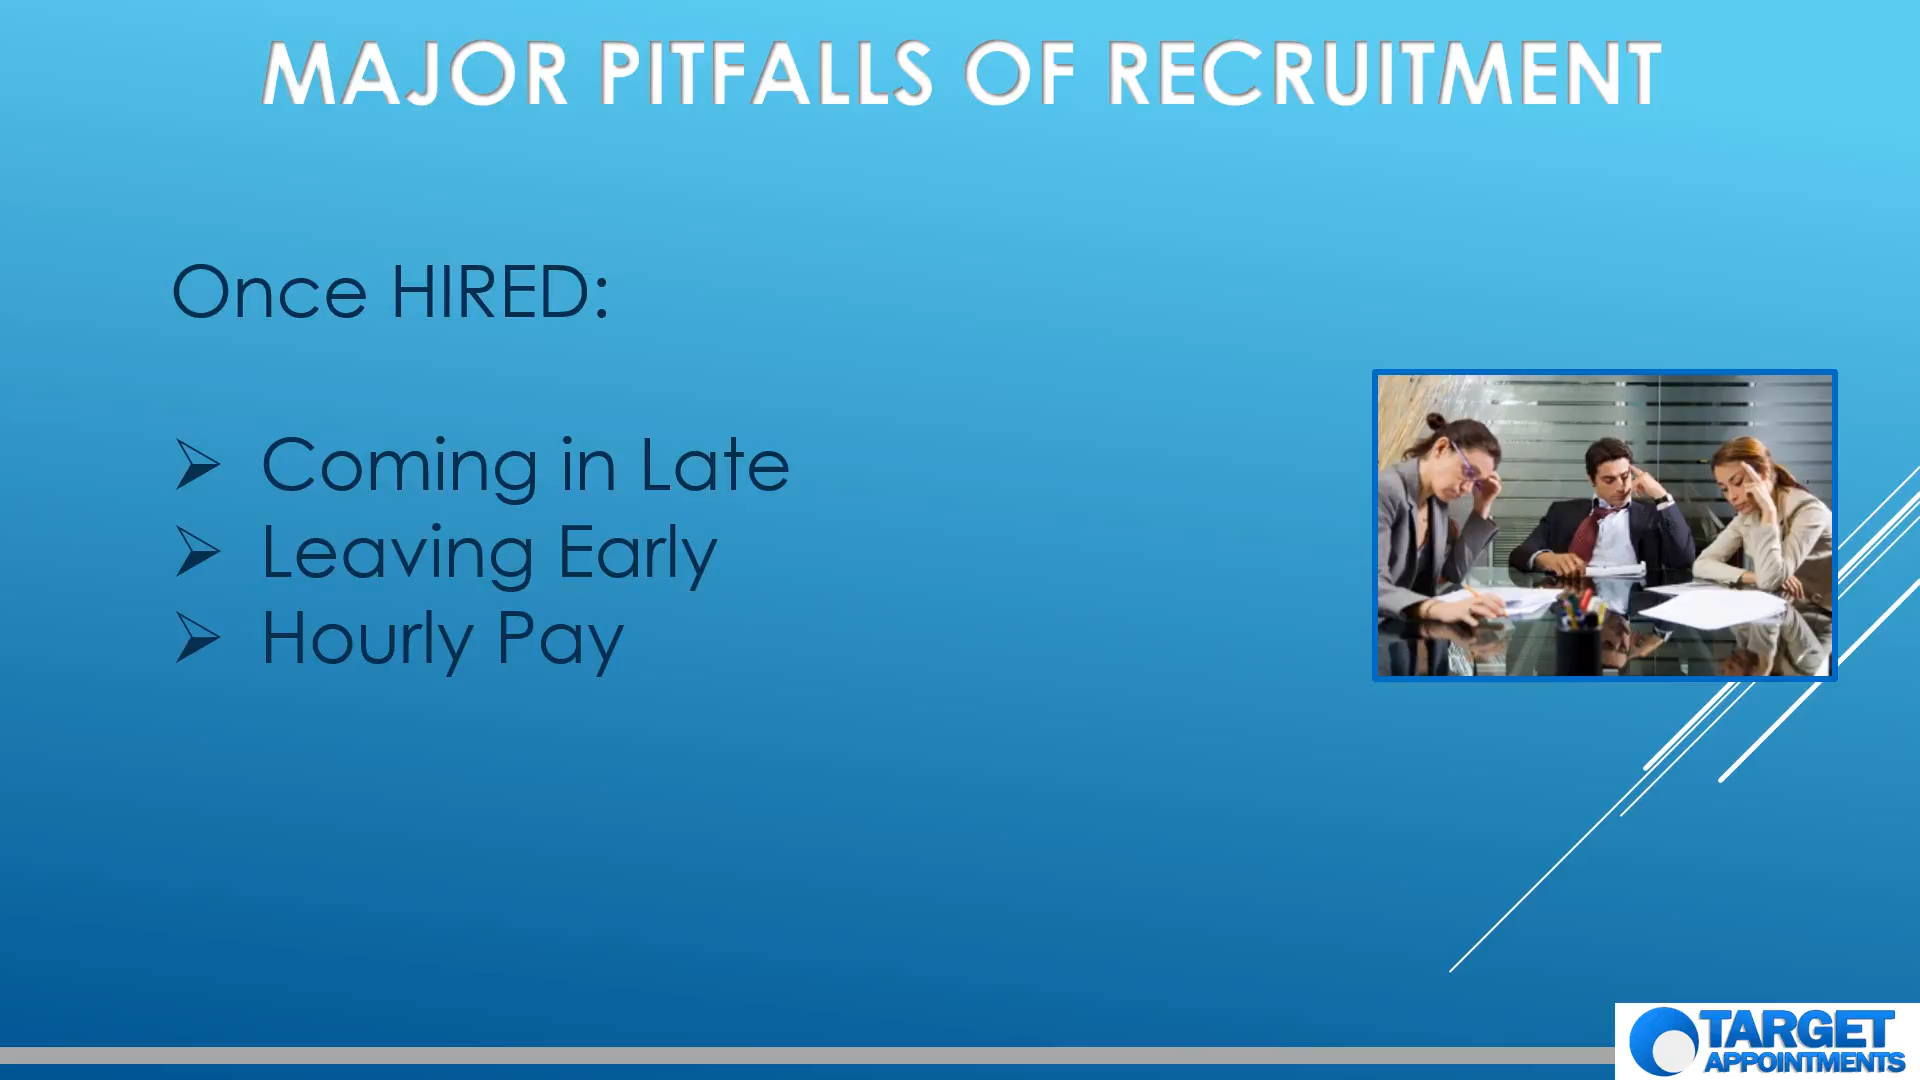 MAJOR PITFALLS OF RECRUITMENT
Once HIRED:
Coming in Late
Leaving Early
Hourly Pay
TARGET
APPOINTMENTS